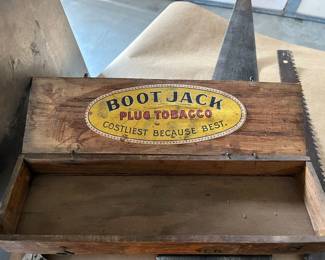 BOOT JACK
PLUG TOBACCO
COSTLIEST BECAUSE BEST.